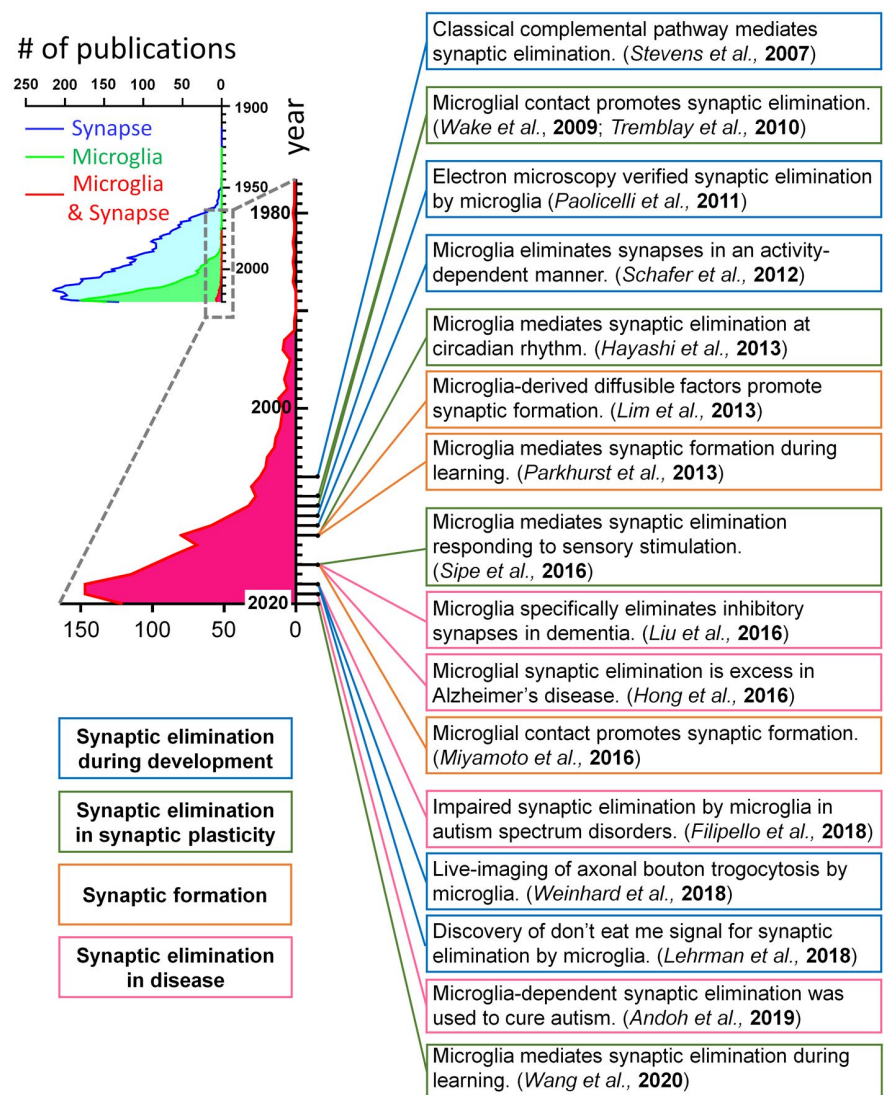 # of publications
250 200 100 50 0
1900
1950
1980
2000
year
Synapse
Microglia
Microglia
& Synapse
2000
2020
150 100 50 0
Synaptic elimination
during development
Synaptic elimination
in synaptic plasticity
Synaptic formation
Synaptic elimination
in disease
Classical complemental pathway mediates
synaptic elimination. (Stevens et al., 2007)
Microglial contact promotes synaptic elimination.
(Wake et al., 2009; Tremblay et al., 2010)
Electron microscopy verified synaptic elimination
by microglia (Paolicelli et al., 2011)
Microglia eliminates synapses in an activity-
dependent manner. (Schafer et al., 2012)
Microglia mediates synaptic elimination at
circadian rhythm. (Hayashi et al., 2013)
Microglia-derived diffusible factors promote
synaptic formation. (Lim et al., 2013)
Microglia mediates synaptic formation during
learning. (Parkhurst et al., 2013)
Microglia mediates synaptic elimination
responding to sensory stimulation.
(Sipe et al., 2016)
Microglia specifically eliminates inhibitory
synapses in dementia. (Liu et al., 2016)
Microglial synaptic elimination is excess in
Alzheimer's disease. (Hong et al., 2016)
Microglial contact promotes synaptic formation.
(Miyamoto et al., 2016)
Impaired synaptic elimination by microglia in
autism spectrum disorders. (Filipello et al., 2018)
Live-imaging of axonal bouton trogocytosis by
microglia. (Weinhard et al., 2018)
Discovery of don't eat me signal for synaptic
elimination by microglia. (Lehrman et al., 2018)
Microglia-dependent synaptic elimination was
used to cure autism. (Andoh et al., 2019)
Microglia mediates synaptic elimination during
learning. (Wang et al., 2020)